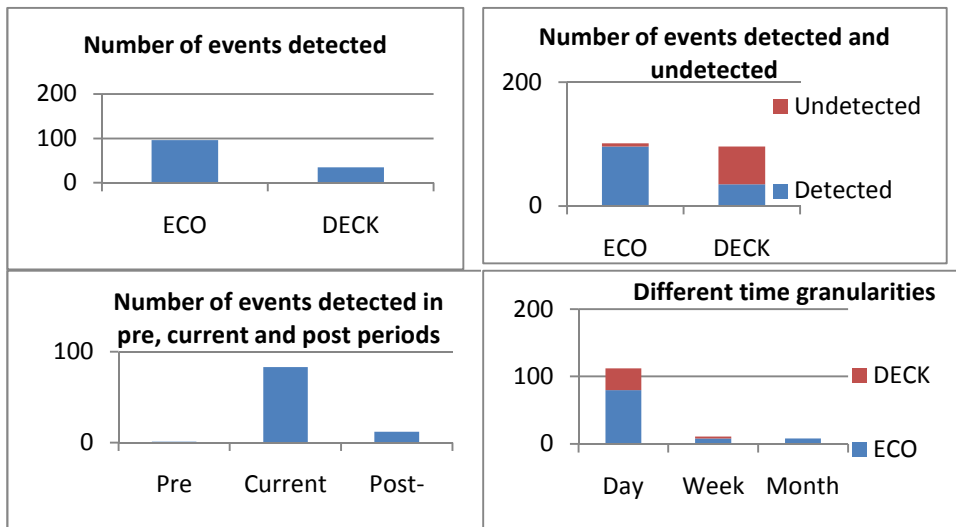 Number of events detected
200
100
0
ECO DECK
Number of events detected and
undetected
200
0
Undetected
Detected
ECO DECK
Number of events detected in
pre, current and post periods
100
0
Pre Current Post-
Different time granularities
200
100
0
DECK
ECO
Day Week Month